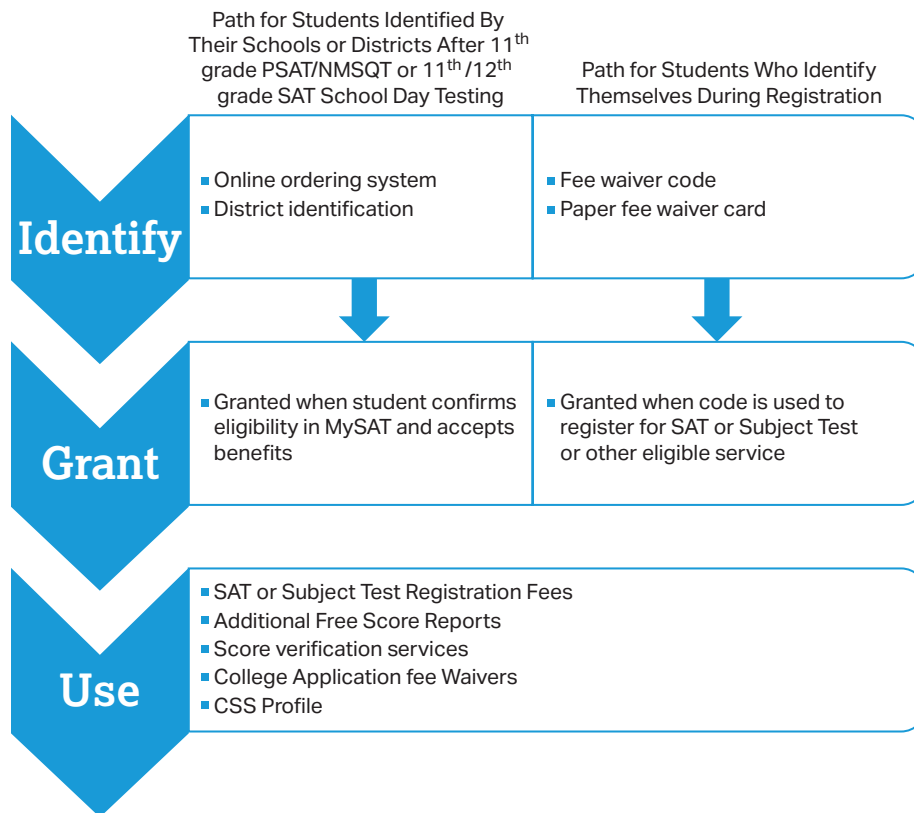 Path for Students Identified By
Their Schools or Districts After 11th
grade PSAT/NMSQT or 11th/12th
grade SAT School Day Testing
Path for Students Who Identify
Themselves During Registration
Identify
▪ Online ordering system
▪ District identification
▪ Fee waiver code
▪ Paper fee waiver card
Grant
▪ Granted when student confirms
eligibility in MySAT and accepts
benefits
▪ Granted when code is used to
register for SAT or Subject Test
or other eligible service
Use
▪ SAT or Subject Test Registration Fees
▪ Additional Free Score Reports
▪ Score verification services
▪ College Application fee Waivers
▪ CSS Profile